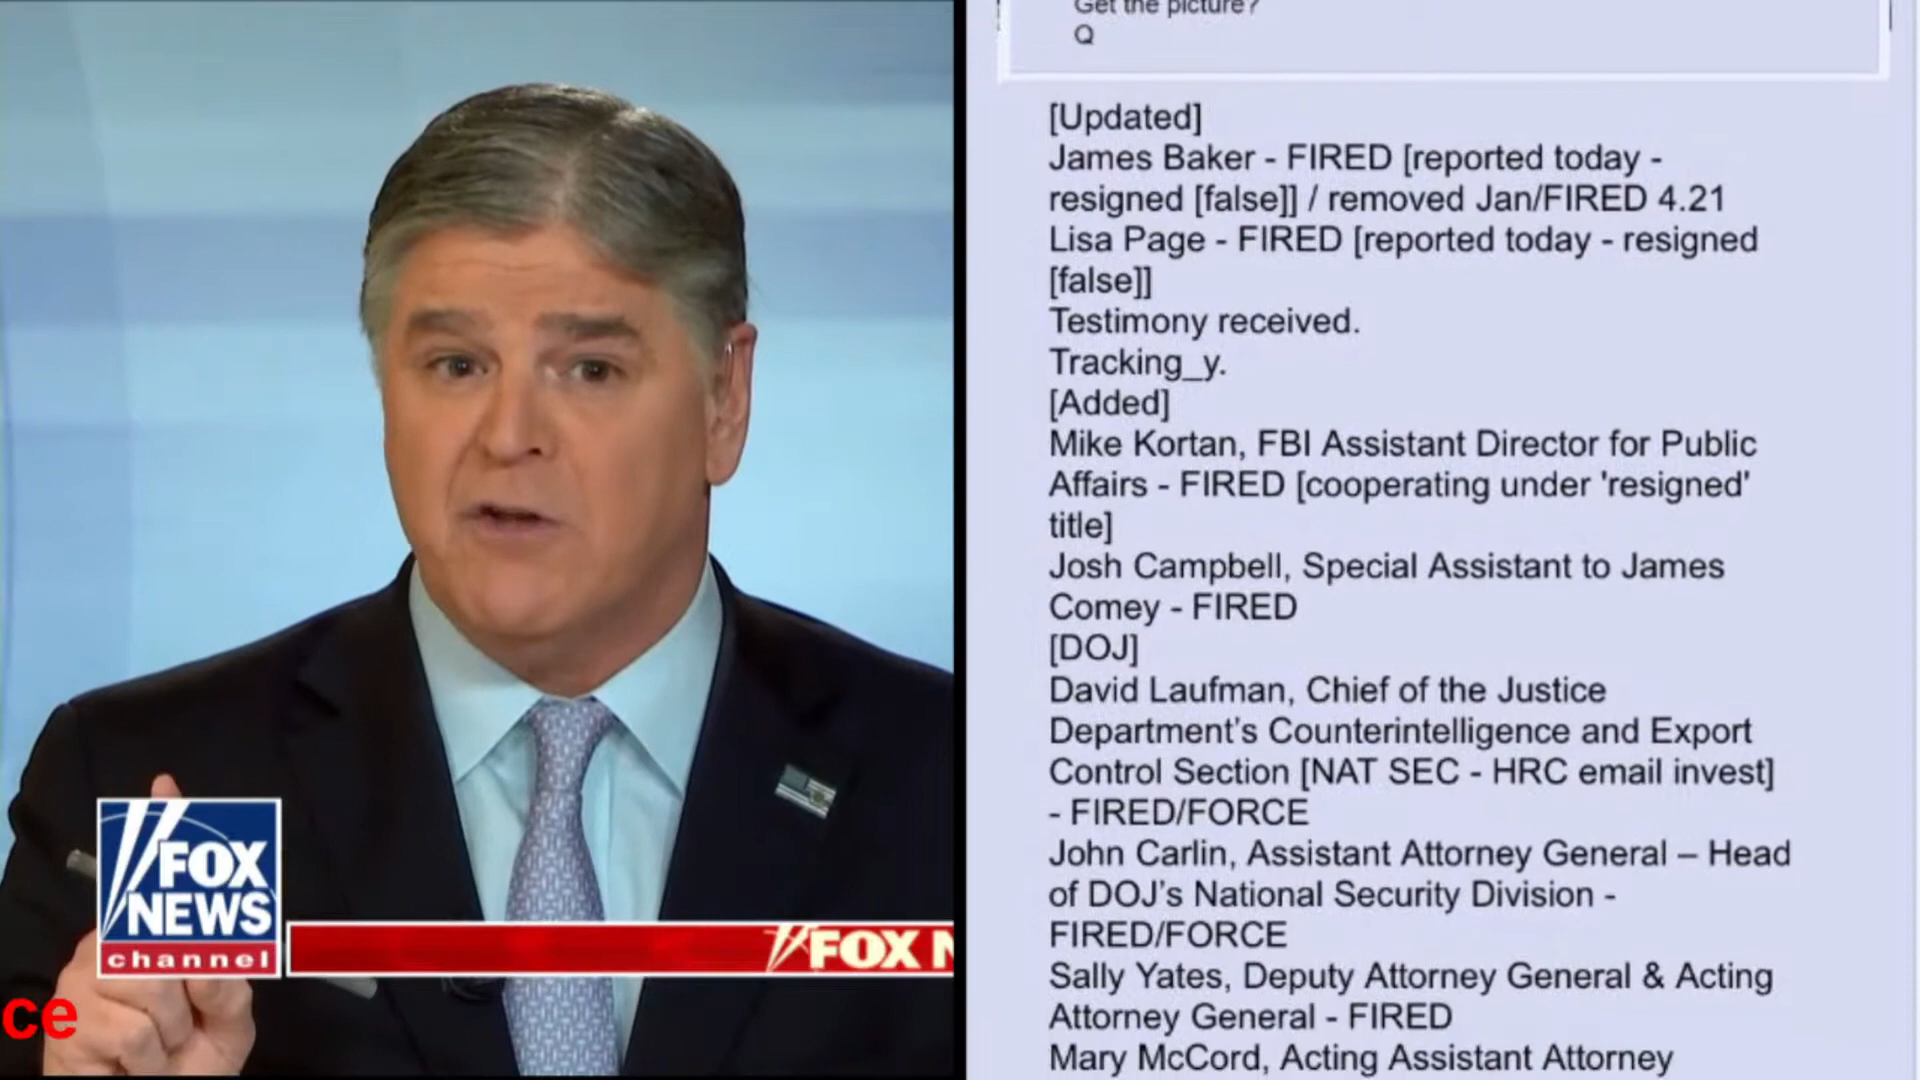 Get the picture?
Q
[Updated]
James Baker - FIRED [reported today -
resigned [false]] / removed Jan/FIRED 4.21
Lisa Page - FIRED [reported today - resigned
[false]]
Testimony received.
Tracking_y.
[Added]
Mike Kortan, FBI Assistant Director for Public
Affairs - FIRED [cooperating under 'resigned'
title]
Josh Campbell, Special Assistant to James
Comey - FIRED
[DOJ]
David Laufman, Chief of the Justice
Department’s Counterintelligence and Export
Control Section [NAT SEC - HRC email invest]
- FIRED/FORCE
John Carlin, Assistant Attorney General – Head
of DOJ’s National Security Division -
FIRED/FORCE
Sally Yates, Deputy Attorney General & Acting
Attorney General - FIRED
Mary McCord, Acting Assistant Attorney
FOX
NEWS
channel
FOX N
ce